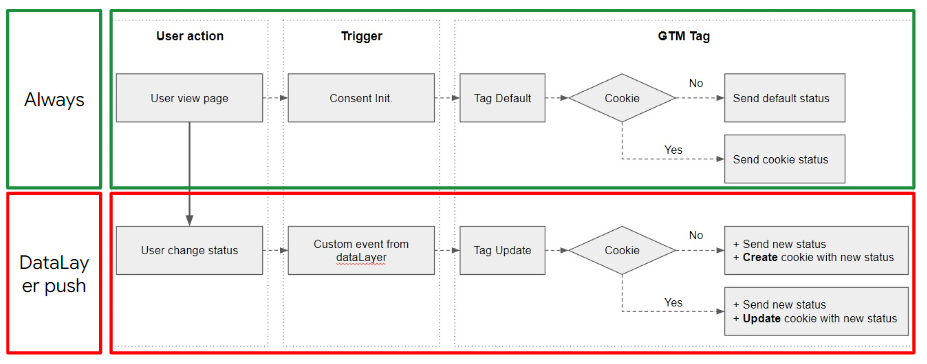 User action
Trigger
GTM Tag
Always
User view page
Consent Init.
Tag Default
Cookie
No
Send default status
Yes
Send cookie status
DataLay
er push
User change status
Custom event from
dataLayer
Tag Update
Cookie
No
+ Send new status
+ Create cookie with new status
Yes
+ Send new status
+ Update cookie with new status